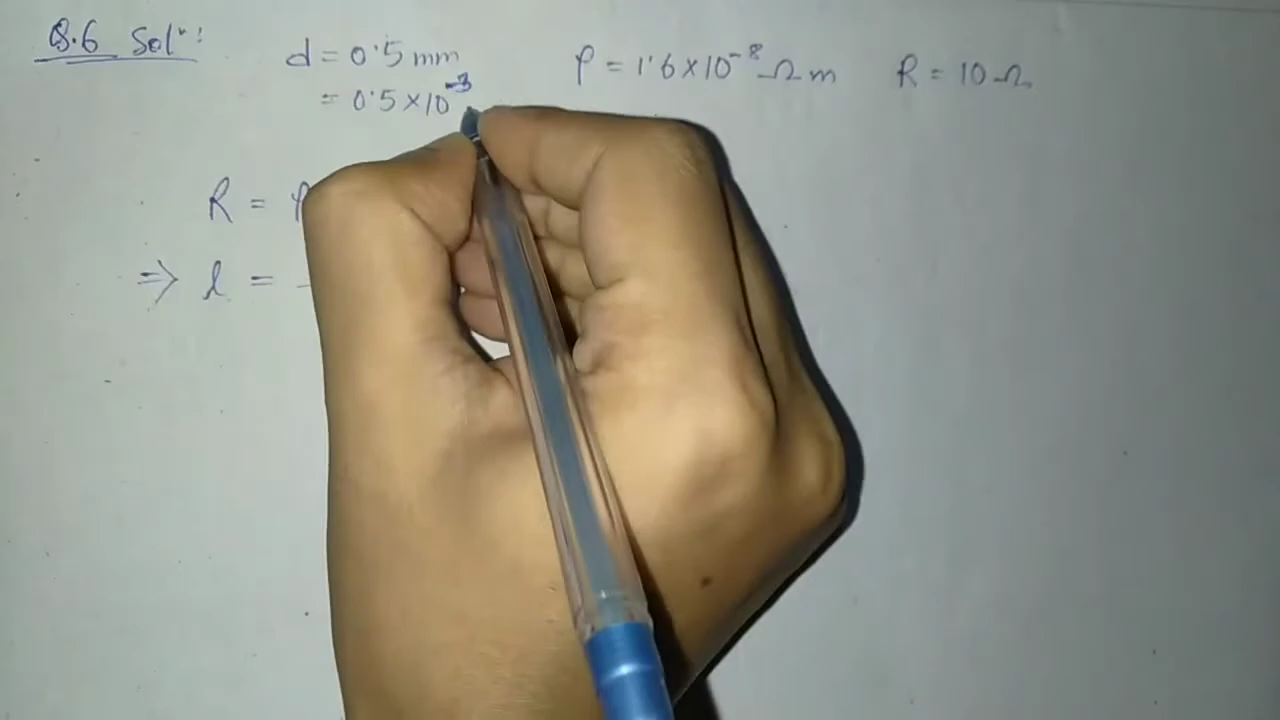 Q.6 Solⁿ:
d = 0.5 mm ρ = 1.6×10⁻⁸ Ω m R = 10 Ω
= 0.5×10⁻³
R = ρ
⇒ l =